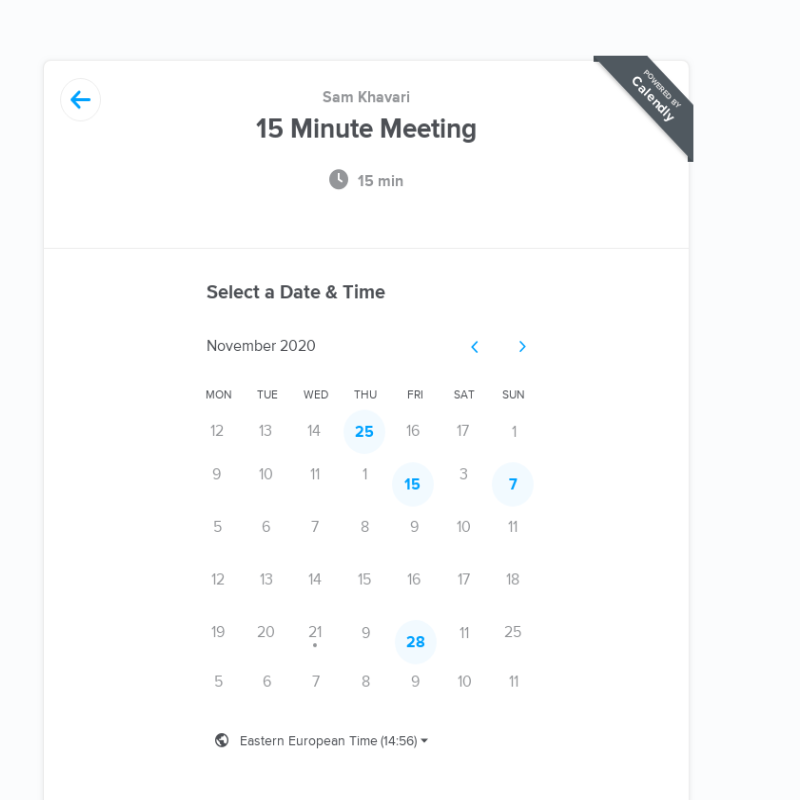 POWERED BY
Calendly
Sam Khavari
15 Minute Meeting
15 min
Select a Date & Time
November 2020
MON TUE WED THU FRI SAT SUN
12 13 14 25 16 17 1
9 10 11 1 15 3 7
5 6 7 8 9 10 11
12 13 14 15 16 17 18
19 20 21 9 28 11 25
5 6 7 8 9 10 11
Eastern European Time (14:56)